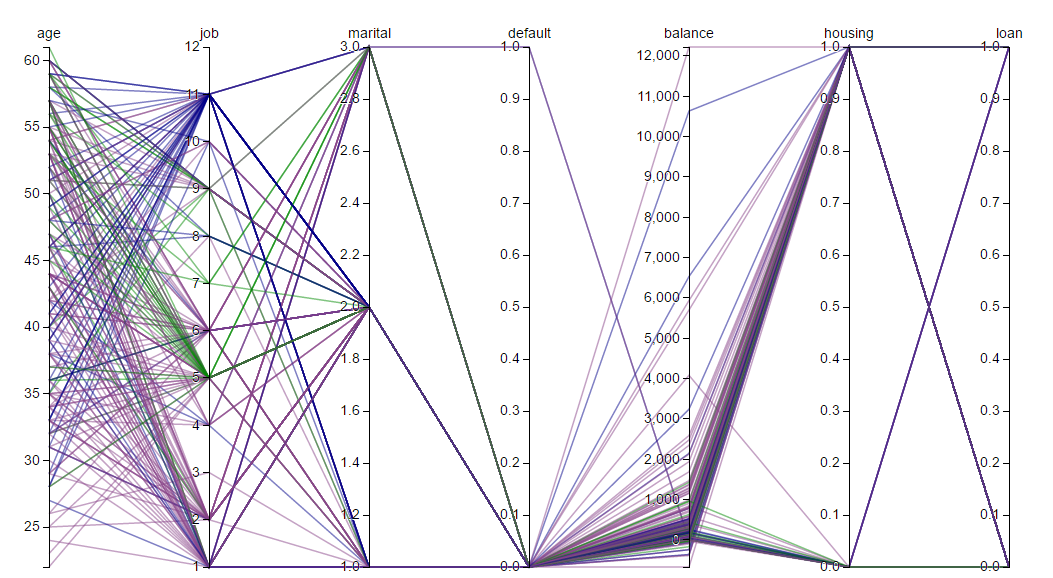 age job marital default balance housing loan
12 3.0 1.0 1.0 1.0
60 12,000
11 2.8 0.9 11,000 0.9 0.9
55 10 10,000
2.6 0.8 9,000 0.8 0.8
50 9 8,000
2.4 0.7 0.7 0.7
8 7,000
45 7 2.2 0.6 6,000 0.6 0.6
40 6 2.0 0.5 5,000 0.5 0.5
5 1.8 0.4 4,000 0.4 0.4
35 4 1.6 0.3 3,000 0.3 0.3
30 3 1.4 0.2 2,000 0.2 0.2
25 2 1.2 0.1 1,000 0.1 0.1
0
1 1.0 0.0 0.0 0.0